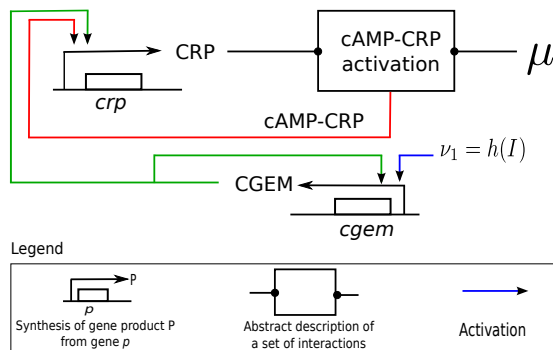 CRP
cAMP-CRP
activation
μ
crp
cAMP-CRP
ν₁ = h(I)
CGEM
cgem
Legend
P
p
Synthesis of gene product P
from gene p
Abstract description of
a set of interactions
Activation